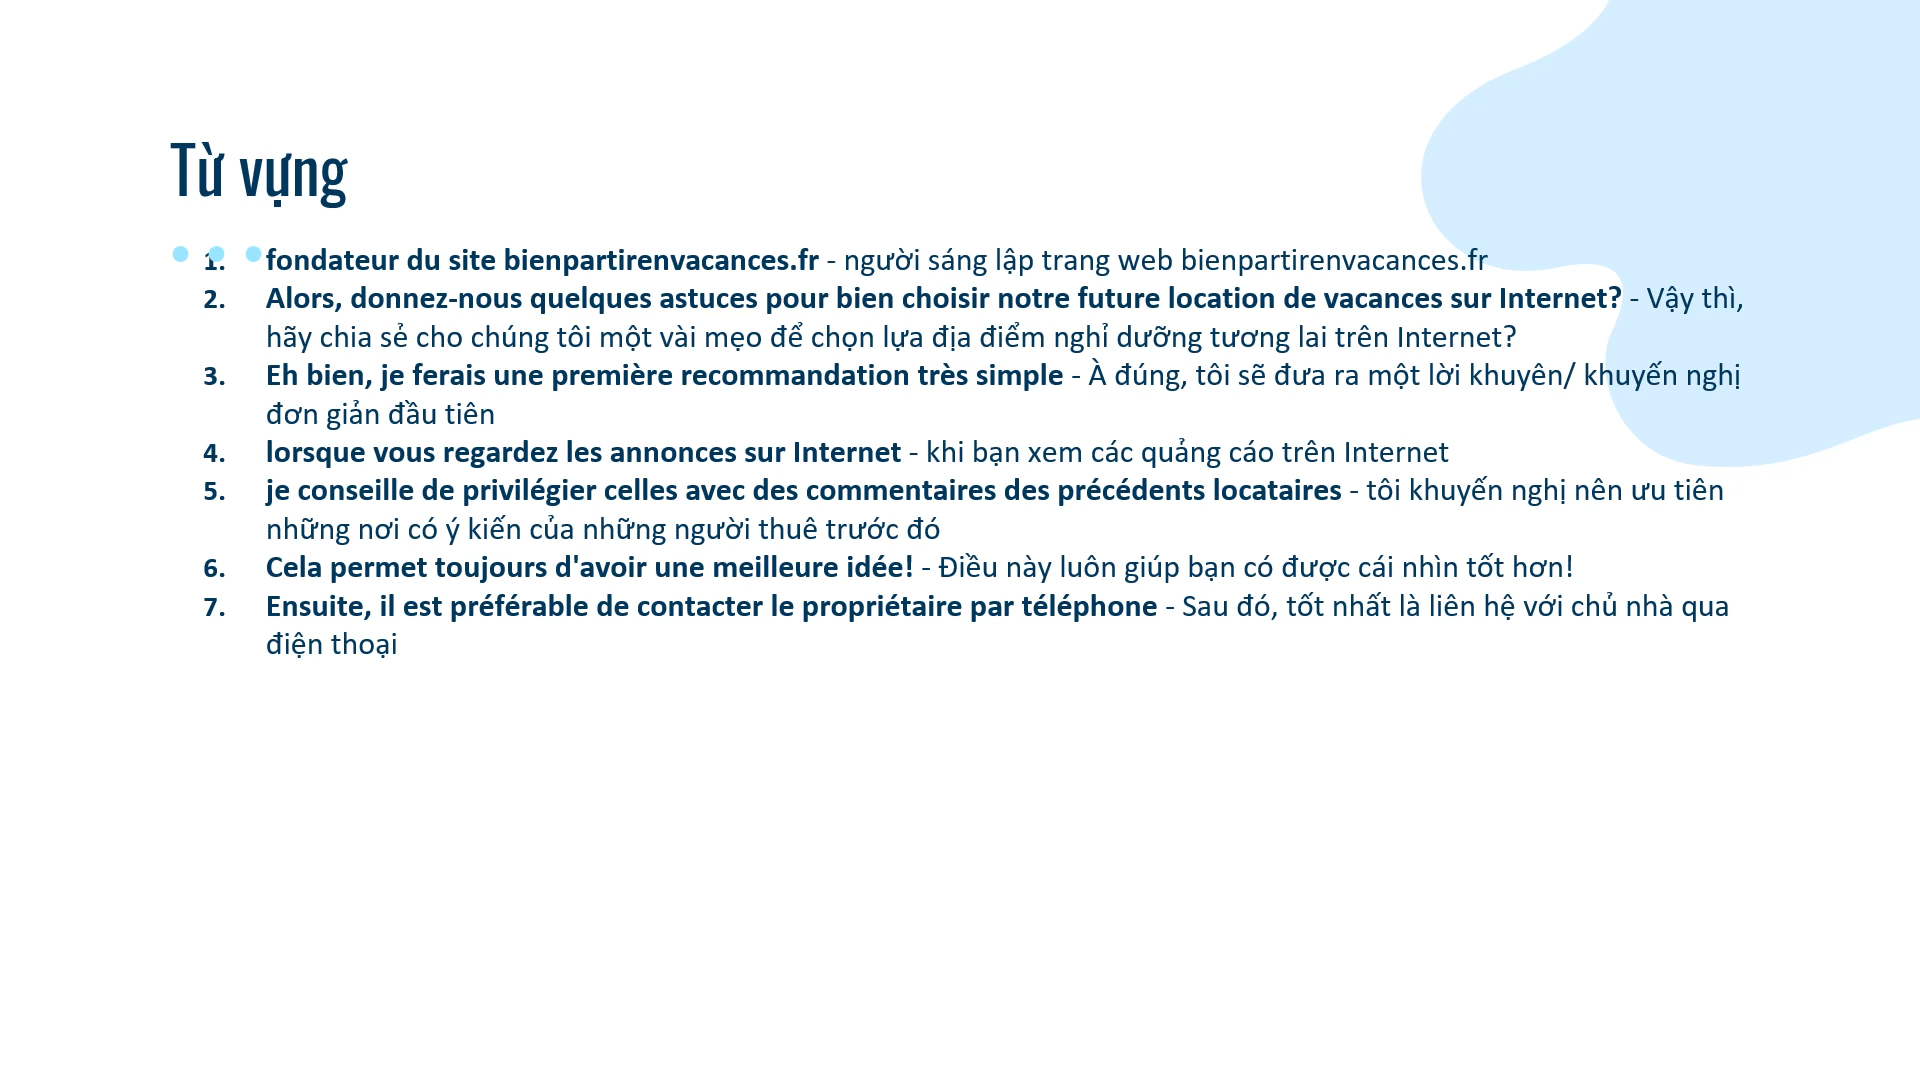 Từ vựng
1. fondateur du site bienpartirenvacances.fr - người sáng lập trang web bienpartirenvacances.fr
2. Alors, donnez-nous quelques astuces pour bien choisir notre future location de vacances sur Internet? - Vậy thì,
hãy chia sẻ cho chúng tôi một vài mẹo để chọn lựa địa điểm nghỉ dưỡng tương lai trên Internet?
3. Eh bien, je ferais une première recommandation très simple - À đúng, tôi sẽ đưa ra một lời khuyên/ khuyến nghị
đơn giản đầu tiên
4. lorsque vous regardez les annonces sur Internet - khi bạn xem các quảng cáo trên Internet
5. je conseille de privilégier celles avec des commentaires des précédents locataires - tôi khuyến nghị nên ưu tiên
những nơi có ý kiến của những người thuê trước đó
6. Cela permet toujours d'avoir une meilleure idée! - Điều này luôn giúp bạn có được cái nhìn tốt hơn!
7. Ensuite, il est préférable de contacter le propriétaire par téléphone - Sau đó, tốt nhất là liên hệ với chủ nhà qua
điện thoại